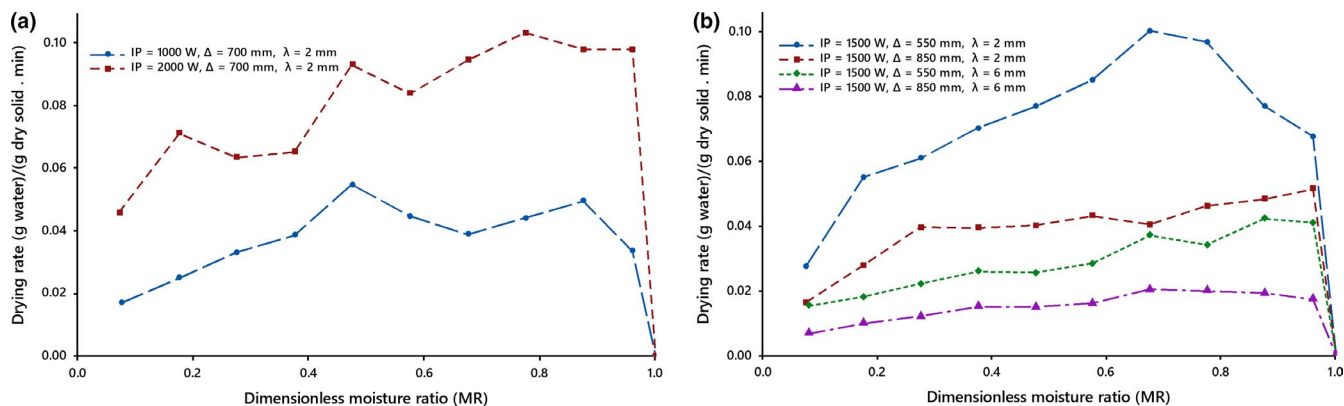 (a)
IP = 1000 W, Δ = 700 mm, λ = 2 mm
IP = 2000 W, Δ = 700 mm, λ = 2 mm
Drying rate (g water)/(g dry solid . min)
0.10
0.08
0.06
0.04
0.02
0.00
0.0 0.2 0.4 0.6 0.8 1.0
Dimensionless moisture ratio (MR)
(b)
IP = 1500 W, Δ = 550 mm, λ = 2 mm
IP = 1500 W, Δ = 850 mm, λ = 2 mm
IP = 1500 W, Δ = 550 mm, λ = 6 mm
IP = 1500 W, Δ = 850 mm, λ = 6 mm
Drying rate (g water)/(g dry solid . min)
0.10
0.08
0.06
0.04
0.02
0.00
0.0 0.2 0.4 0.6 0.8 1.0
Dimensionless moisture ratio (MR)